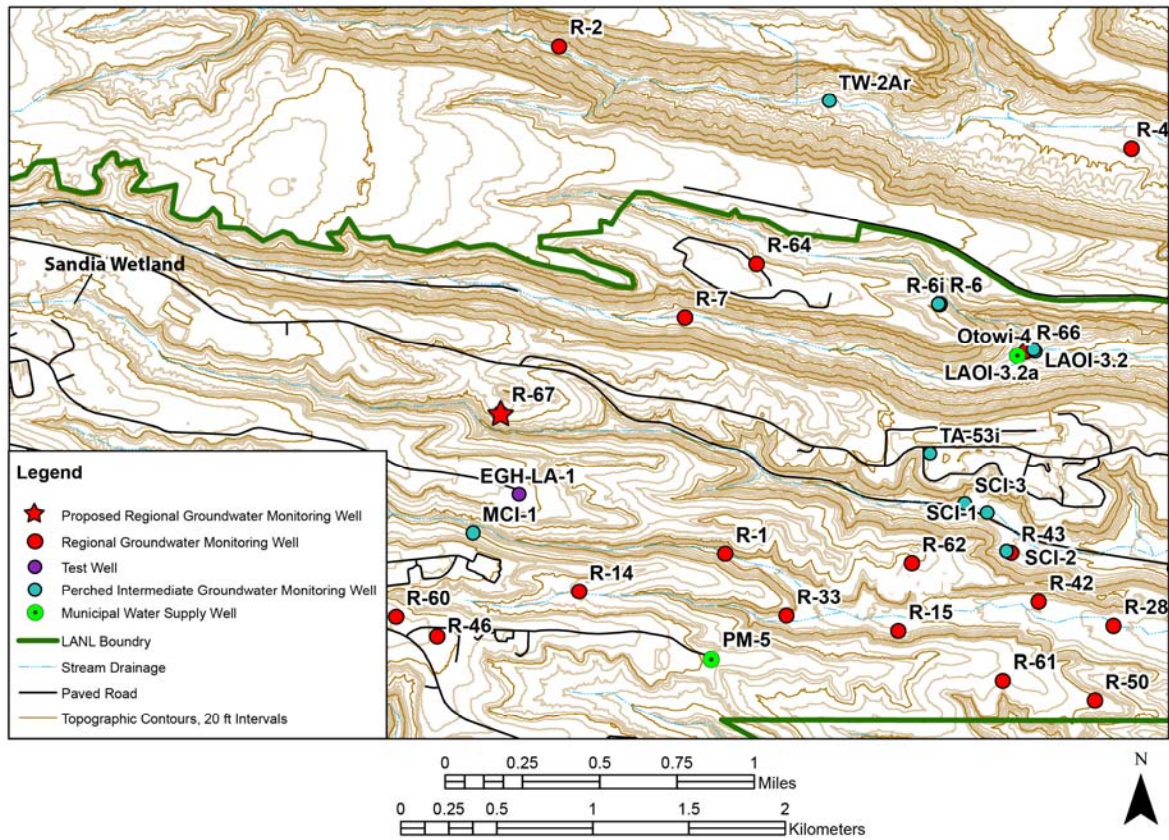 R-2
TW-2Ar
R-4
R-64
Sandia Wetland
R-6i R-6
R-7
Otowi-4
R-66
LAOI-3.2
LAOI-3.2a
R-67
TA-53i
EGH-LA-1
SCI-3
MCI-1
SCI-1
R-43
R-1
R-62
SCI-2
R-14
R-42
R-60
R-33
R-15
R-28
R-46
PM-5
R-61
R-50
Legend
Proposed Regional Groundwater Monitoring Well
Regional Groundwater Monitoring Well
Test Well
Perched Intermediate Groundwater Monitoring Well
Municipal Water Supply Well
LANL Boundry
Stream Drainage
Paved Road
Topographic Contours, 20 ft Intervals
0 0.25 0.5 0.75 1
Miles
0 0.25 0.5 1 1.5 2
Kilometers
N